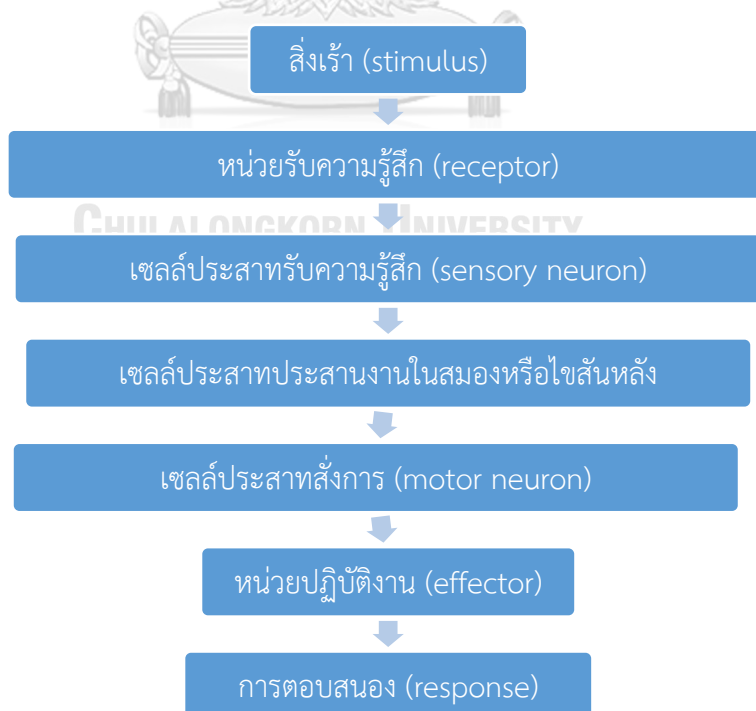 สิ่งเร้า (stimulus)
หน่วยรับความรู้สึก (receptor)
CHULALONGKORN UNIVERSITY
เซลล์ประสาทรับความรู้สึก (sensory neuron)
เซลล์ประสาทประสานงานในสมองหรือไขสันหลัง
เซลล์ประสาทสั่งการ (motor neuron)
หน่วยปฏิบัติงาน (effector)
การตอบสนอง (response)